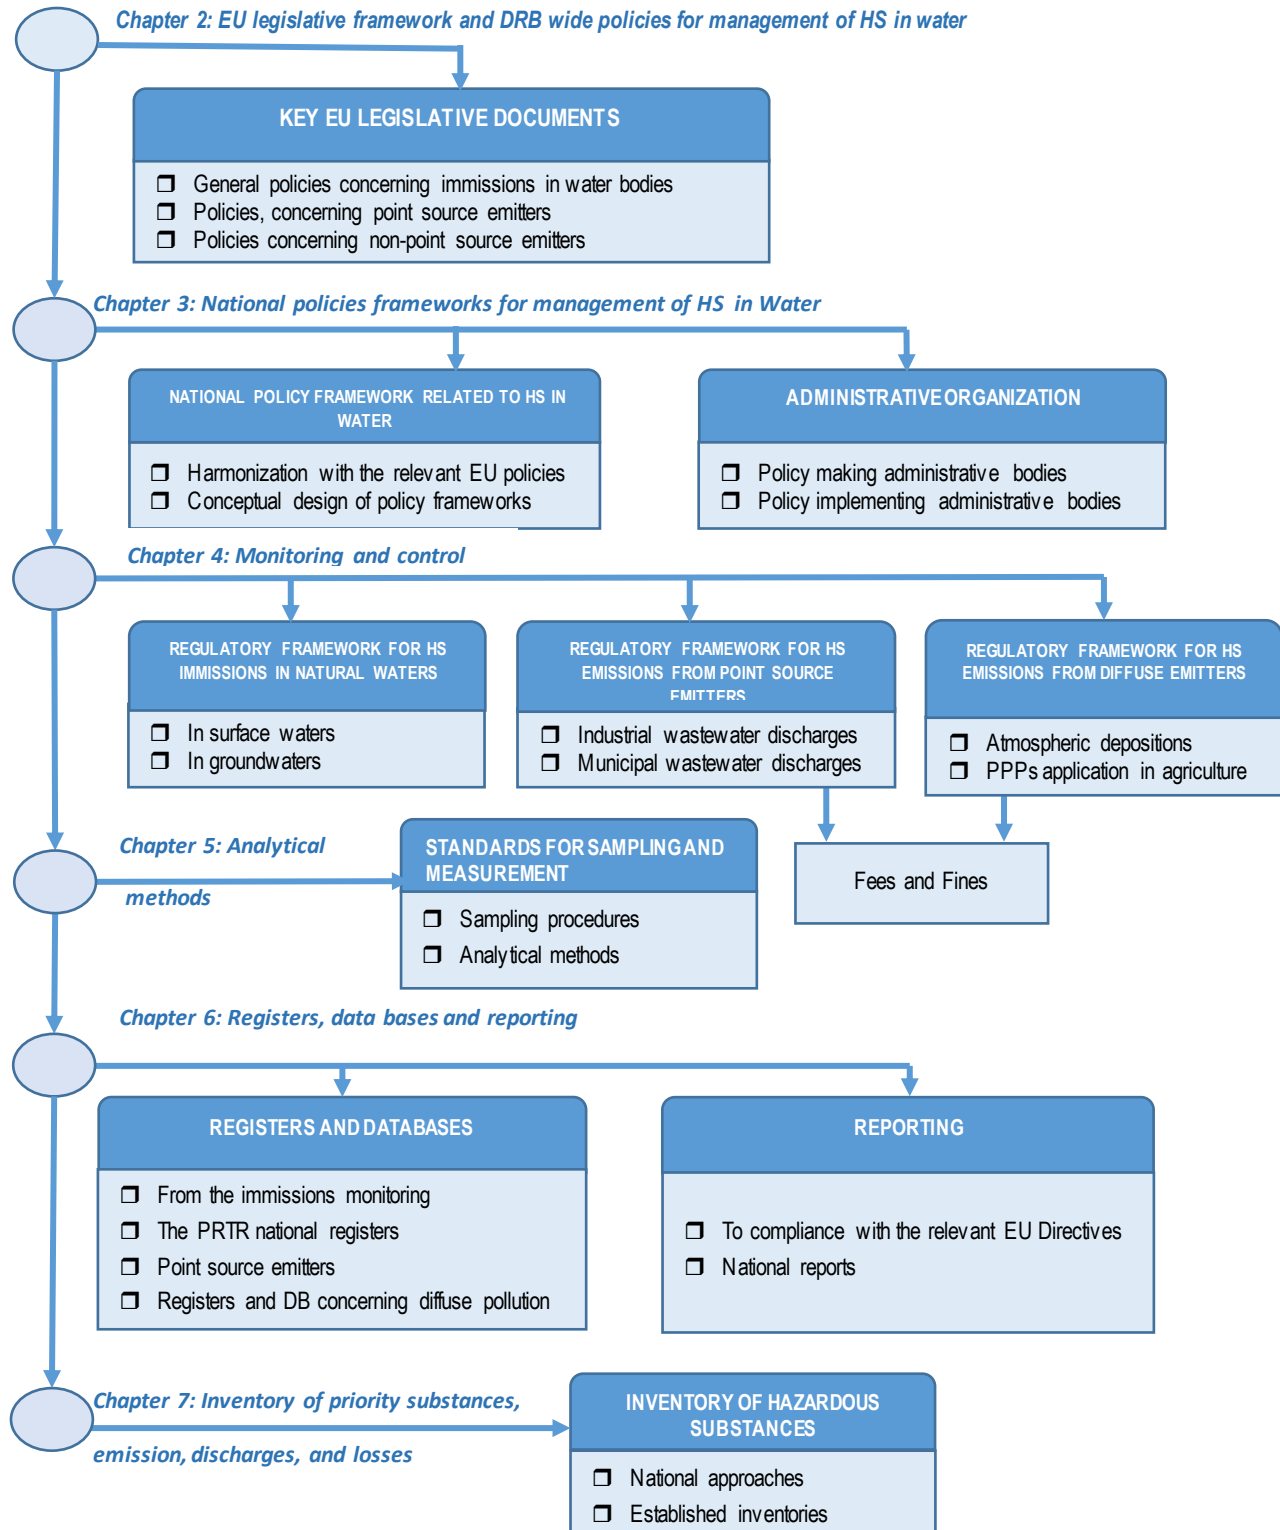 Chapter 2: EU legislative framework and DRB wide policies for management of HS in water
KEY EU LEGISLATIVE DOCUMENTS
General policies concerning immissions in water bodies
Policies, concerning point source emitters
Policies concerning non-point source emitters
Chapter 3: National policies frameworks for management of HS in Water
NATIONAL POLICY FRAMEWORK RELATED TO HS IN
WATER
Harmonization with the relevant EU policies
Conceptual design of policy frameworks
ADMINISTRATIVE ORGANIZATION
Policy making administrative bodies
Policy implementing administrative bodies
Chapter 4: Monitoring and control
REGULATORY FRAMEWORK FOR HS
IMMISSIONS IN NATURAL WATERS
In surface waters
In groundwaters
REGULATORY FRAMEWORK FOR HS
EMISSIONS FROM POINT SOURCE
EMITTERS
Industrial wastewater discharges
Municipal wastewater discharges
REGULATORY FRAMEWORK FOR HS
EMISSIONS FROM DIFFUSE EMITTERS
Atmospheric depositions
PPPs application in agriculture
Fees and Fines
Chapter 5: Analytical
methods
STANDARDS FOR SAMPLING AND
MEASUREMENT
Sampling procedures
Analytical methods
Chapter 6: Registers, data bases and reporting
REGISTERS AND DATABASES
From the immissions monitoring
The PRTR national registers
Point source emitters
Registers and DB concerning diffuse pollution
REPORTING
To compliance with the relevant EU Directives
National reports
Chapter 7: Inventory of priority substances,
emission, discharges, and losses
INVENTORY OF HAZARDOUS
SUBSTANCES
National approaches
Established inventories